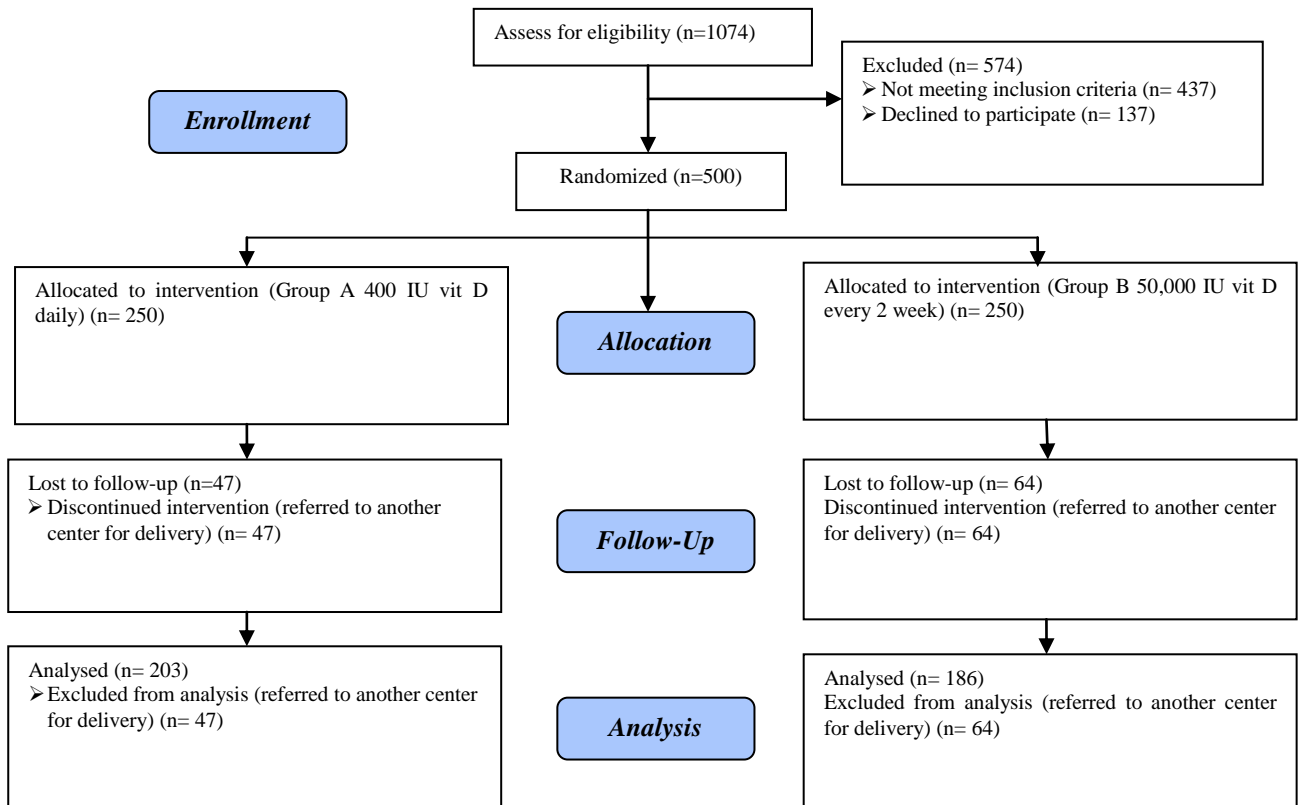 Assess for eligibility (n=1074)
Excluded (n= 574)
➢ Not meeting inclusion criteria (n= 437)
➢ Declined to participate (n= 137)
Enrollment
Randomized (n=500)
Allocated to intervention (Group A 400 IU vit D
daily) (n= 250)
Allocated to intervention (Group B 50,000 IU vit D
every 2 week) (n= 250)
Allocation
Lost to follow-up (n=47)
➢ Discontinued intervention (referred to another
center for delivery) (n= 47)
Lost to follow-up (n= 64)
Discontinued intervention (referred to another center
for delivery) (n= 64)
Follow-Up
Analysed (n= 203)
➢ Excluded from analysis (referred to another center
for delivery) (n= 47)
Analysed (n= 186)
Excluded from analysis (referred to another center
for delivery) (n= 64)
Analysis